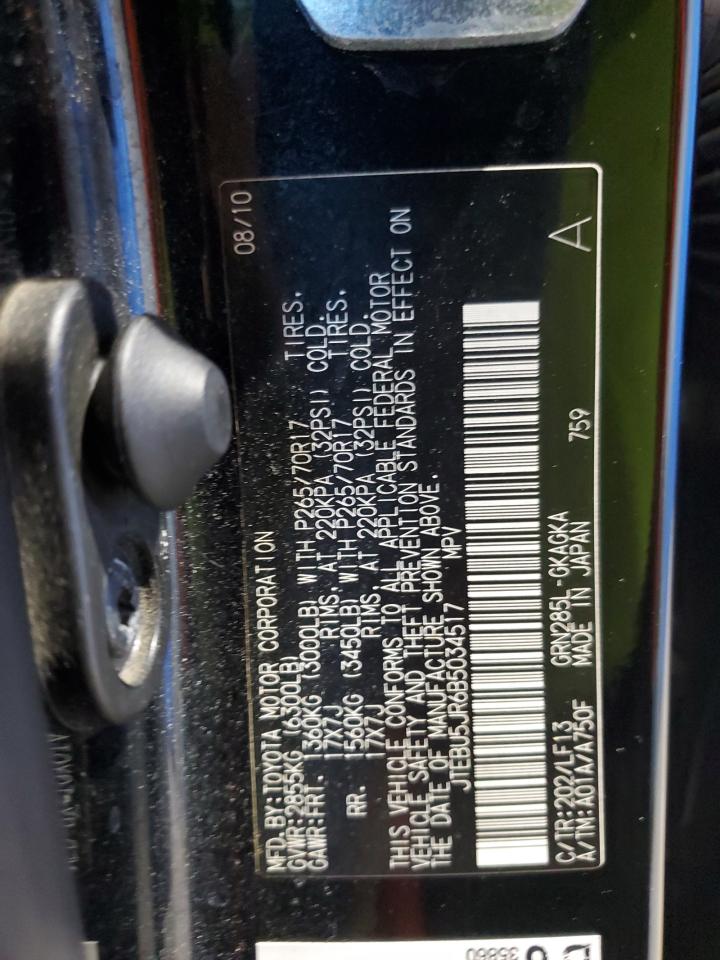 08/10
MFD.BY:TOYOTA MOTOR CORPORATION
GVWR:2855KG (6300LB)
GAWR:FRT. 1360KG (3000LB) WITH P265/70R17 TIRES.
17X7J RIMS, AT 220KPA (32PSI) COLD.
RR. 1560KG (3450LB) WITH P265/70R17 TIRES.
17X7J RIMS, AT 220KPA (32PSI) COLD.
THIS VEHICLE CONFORMS TO ALL APPLICABLE FEDERAL MOTOR
VEHICLE SAFETY AND THEFT PREVENTION STANDARDS IN EFFECT ON
THE DATE OF MANUFACTURE SHOWN ABOVE.
JTEBU5JR6B5034517 MPV
C/TR:202/LF13 GRN285L-GKAGKA
A/TM:A01A/A750F MADE IN JAPAN 759 A
35860